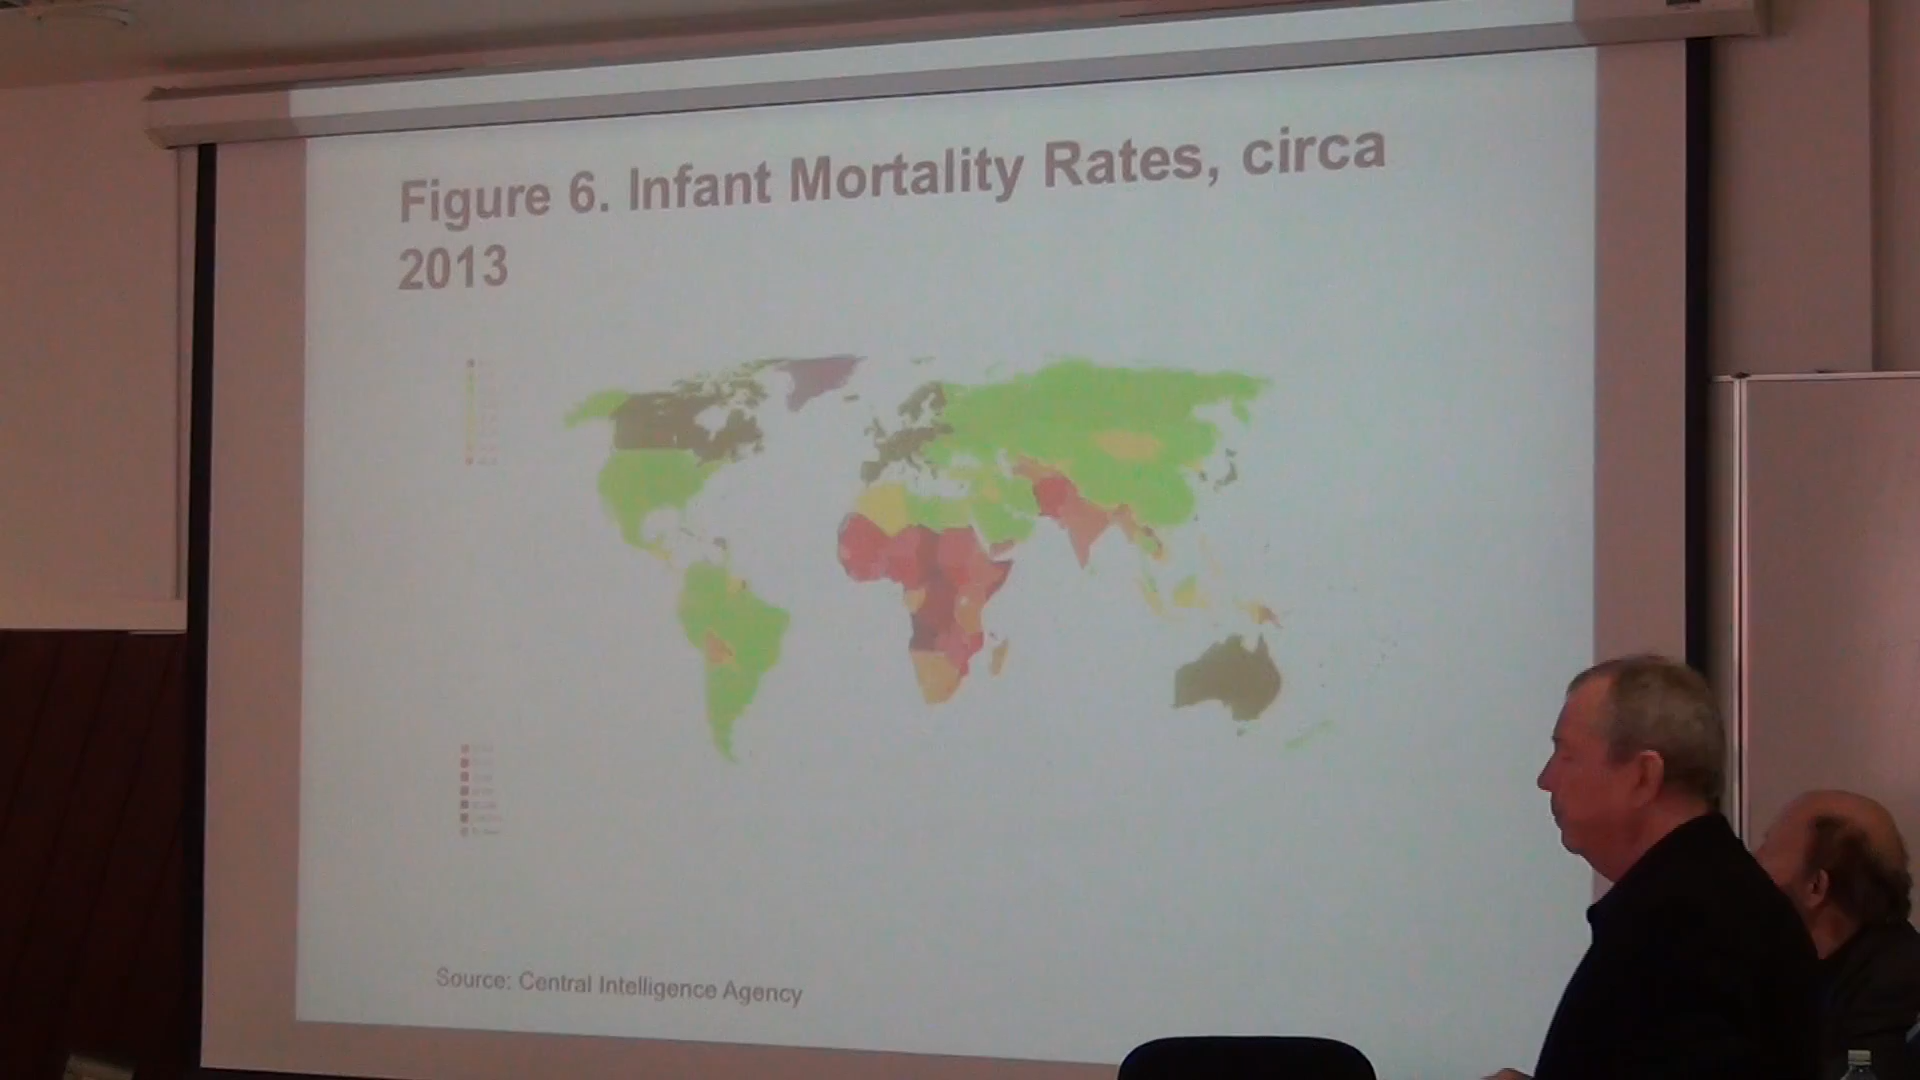 Figure 6. Infant Mortality Rates, circa
2013
Source: Central Intelligence Agency